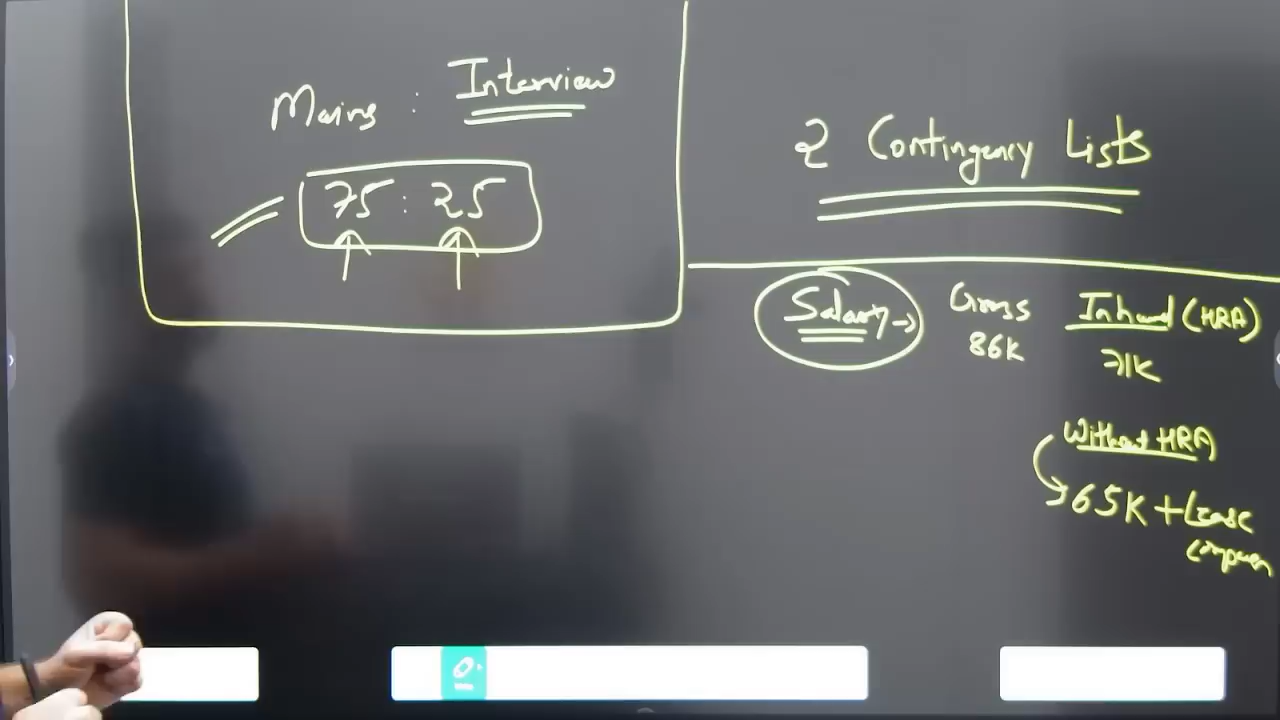 Mains : Interview
75 : 25
2 Contingency Lists
Salary → Gross Inhand (HRA)
86K 71K
Without HRA
65K + Lease